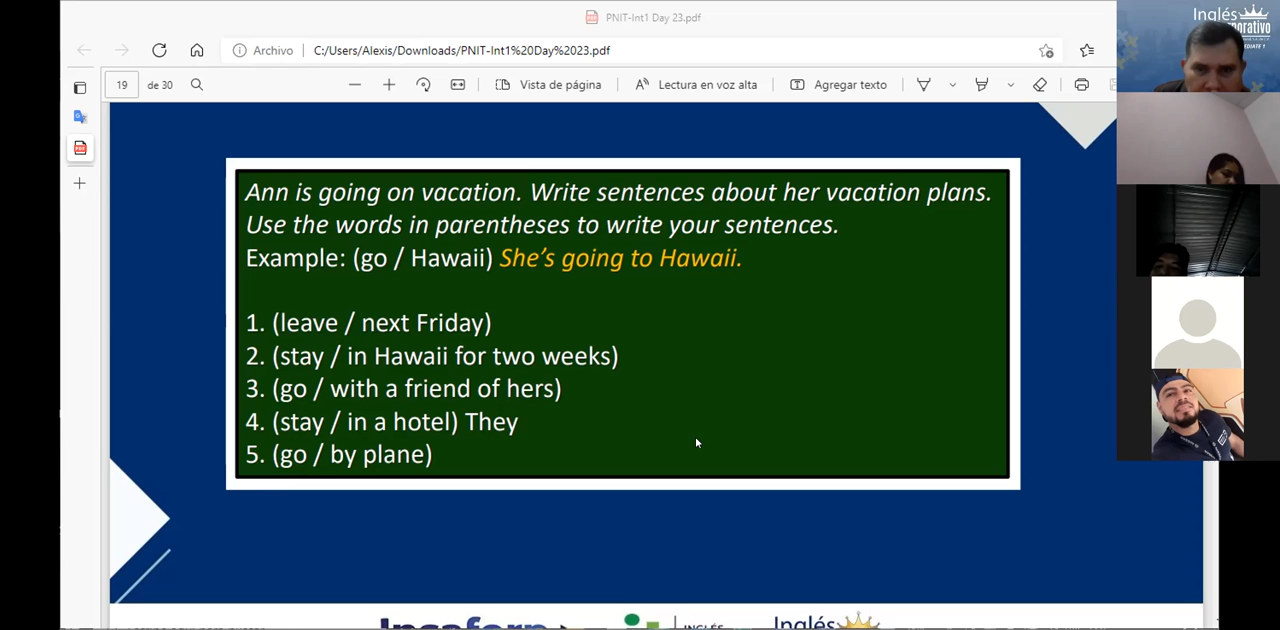 PNIT-Int1 Day 23.pdf
Archivo
C:/Users/Alexis/Downloads/PNIT-Int1%20Day%2023.pdf
19 de 30
Vista de página
Lectura en voz alta
Agregar texto
Inglés
Ann is going on vacation. Write sentences about her vacation plans.
Use the words in parentheses to write your sentences.
Example: (go / Hawaii) She's going to Hawaii.
1. (leave / next Friday)
2. (stay / in Hawaii for two weeks)
3. (go / with a friend of hers)
4. (stay / in a hotel) They
5. (go / by plane)
Inglés